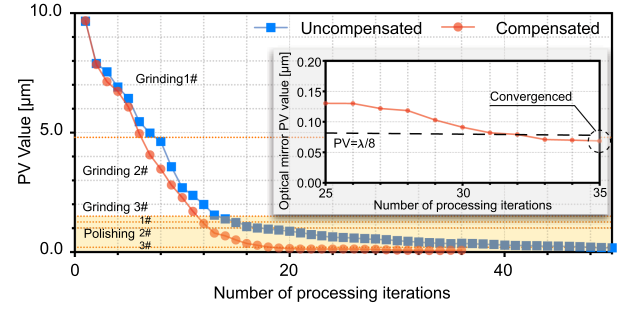 10.0
Uncompensated
Compensated
Grinding1#
PV Value [μm]
5.0
Grinding 2#
Grinding 3#
1#
Polishing 2#
3#
0.0
0
20
40
Number of processing iterations
Optical mirror PV value [μm]
0.20
0.15
0.10
0.05
0.00
Convergenced
PV=λ/8
25
30
35
Number of processing iterations